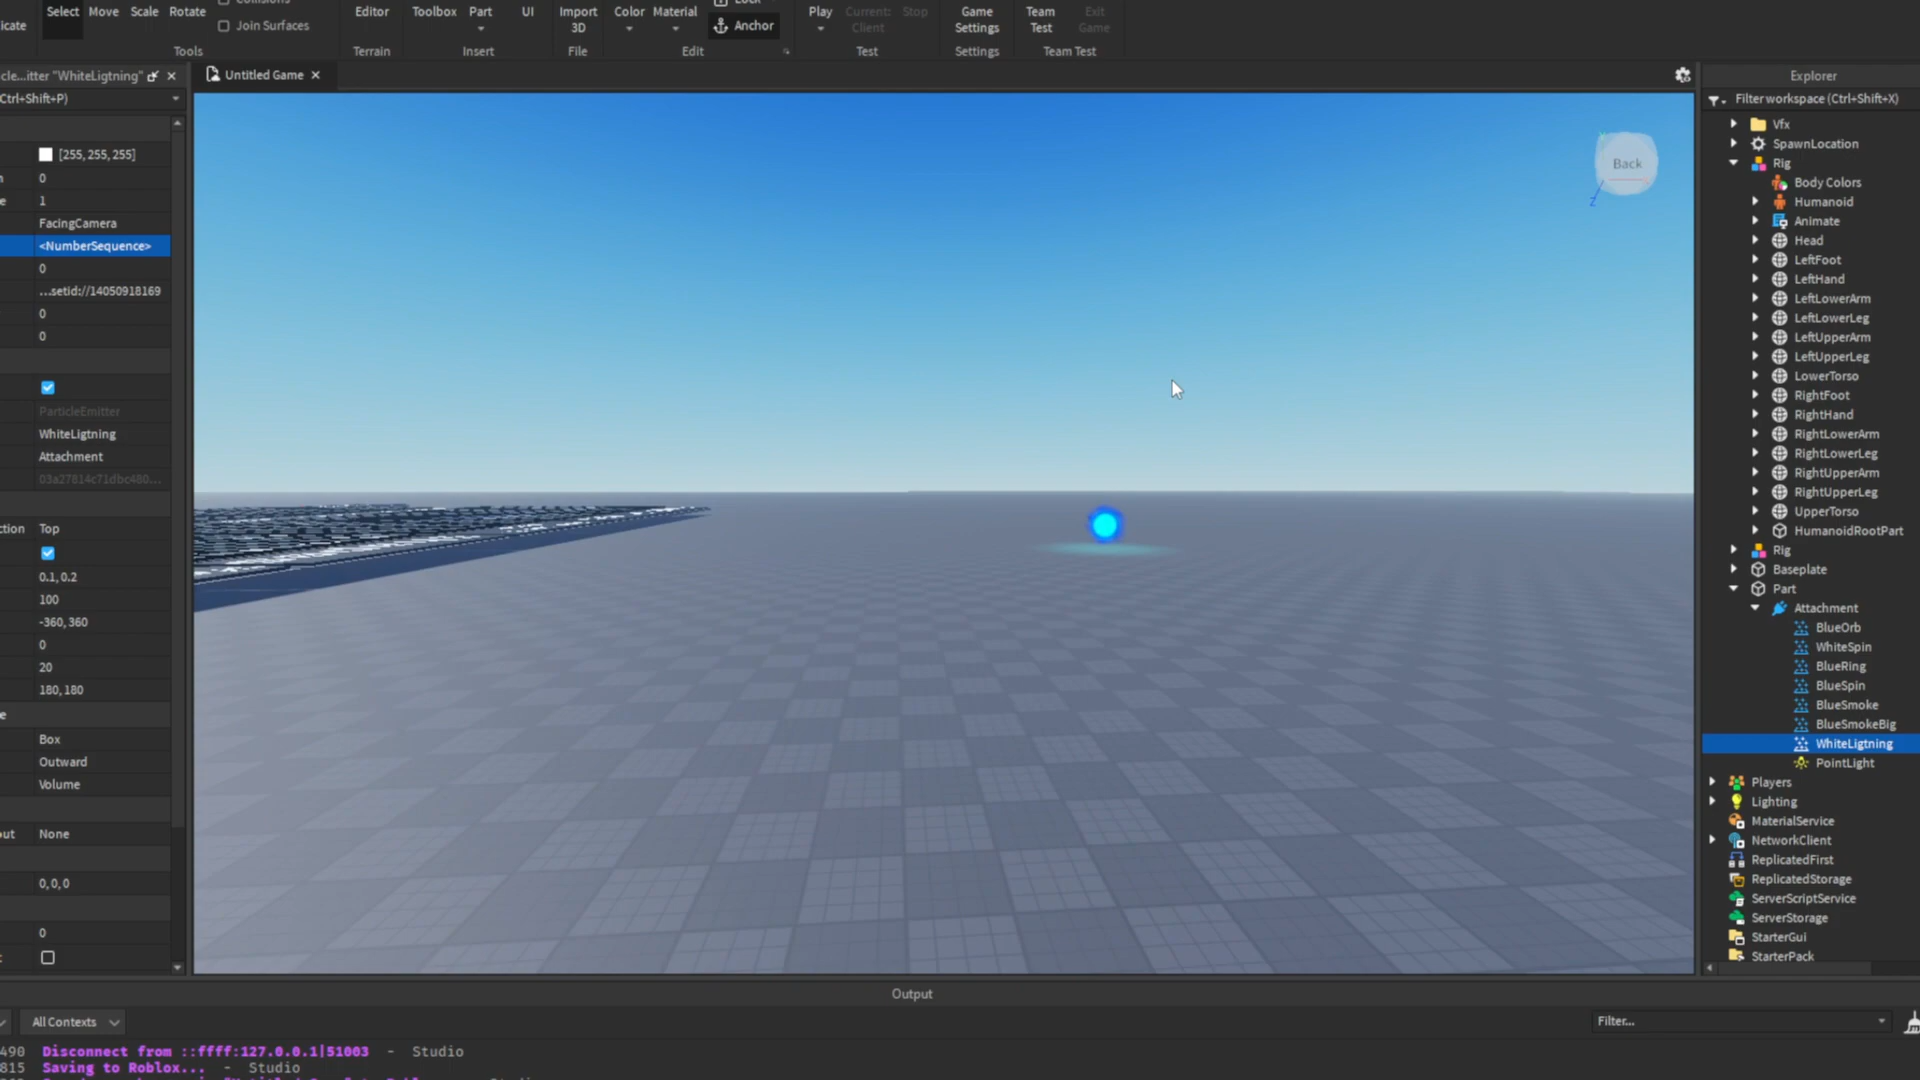 icate
Select
Move
Scale
Rotate
Join Surfaces
Tools
Editor
Terrain
Toolbox
Part
UI
Insert
Import
3D
File
Color
Material
Anchor
Edit
Play
Current:
Client
Stop
Test
Game
Settings
Settings
Team
Test
Exit
Game
Team Test
cle...itter "WhiteLigtning"
Ctrl+Shift+P)
[255, 255, 255]
0
1
FacingCamera
<NumberSequence>
0
...setid://14050918169
0
0
ParticleEmitter
WhiteLigtning
Attachment
03a27814c71dbc480...
ction
Top
0.1, 0.2
100
-360, 360
0
20
180, 180
Box
Outward
Volume
out
None
0, 0, 0
0
Untitled Game
Back
Z
Explorer
Filter workspace (Ctrl+Shift+X)
Vfx
SpawnLocation
Rig
Body Colors
Humanoid
Animate
Head
LeftFoot
LeftHand
LeftLowerArm
LeftLowerLeg
LeftUpperArm
LeftUpperLeg
LowerTorso
RightFoot
RightHand
RightLowerArm
RightLowerLeg
RightUpperArm
RightUpperLeg
UpperTorso
HumanoidRootPart
Rig
Baseplate
Part
Attachment
BlueOrb
WhiteSpin
BlueRing
BlueSpin
BlueSmoke
BlueSmokeBig
WhiteLigtning
PointLight
Players
Lighting
MaterialService
NetworkClient
ReplicatedFirst
ReplicatedStorage
ServerScriptService
ServerStorage
StarterGui
StarterPack
Output
All Contexts
Filter...
490 Disconnect from ::ffff:127.0.0.1|51003 - Studio
815 Saving to Roblox... - Studio